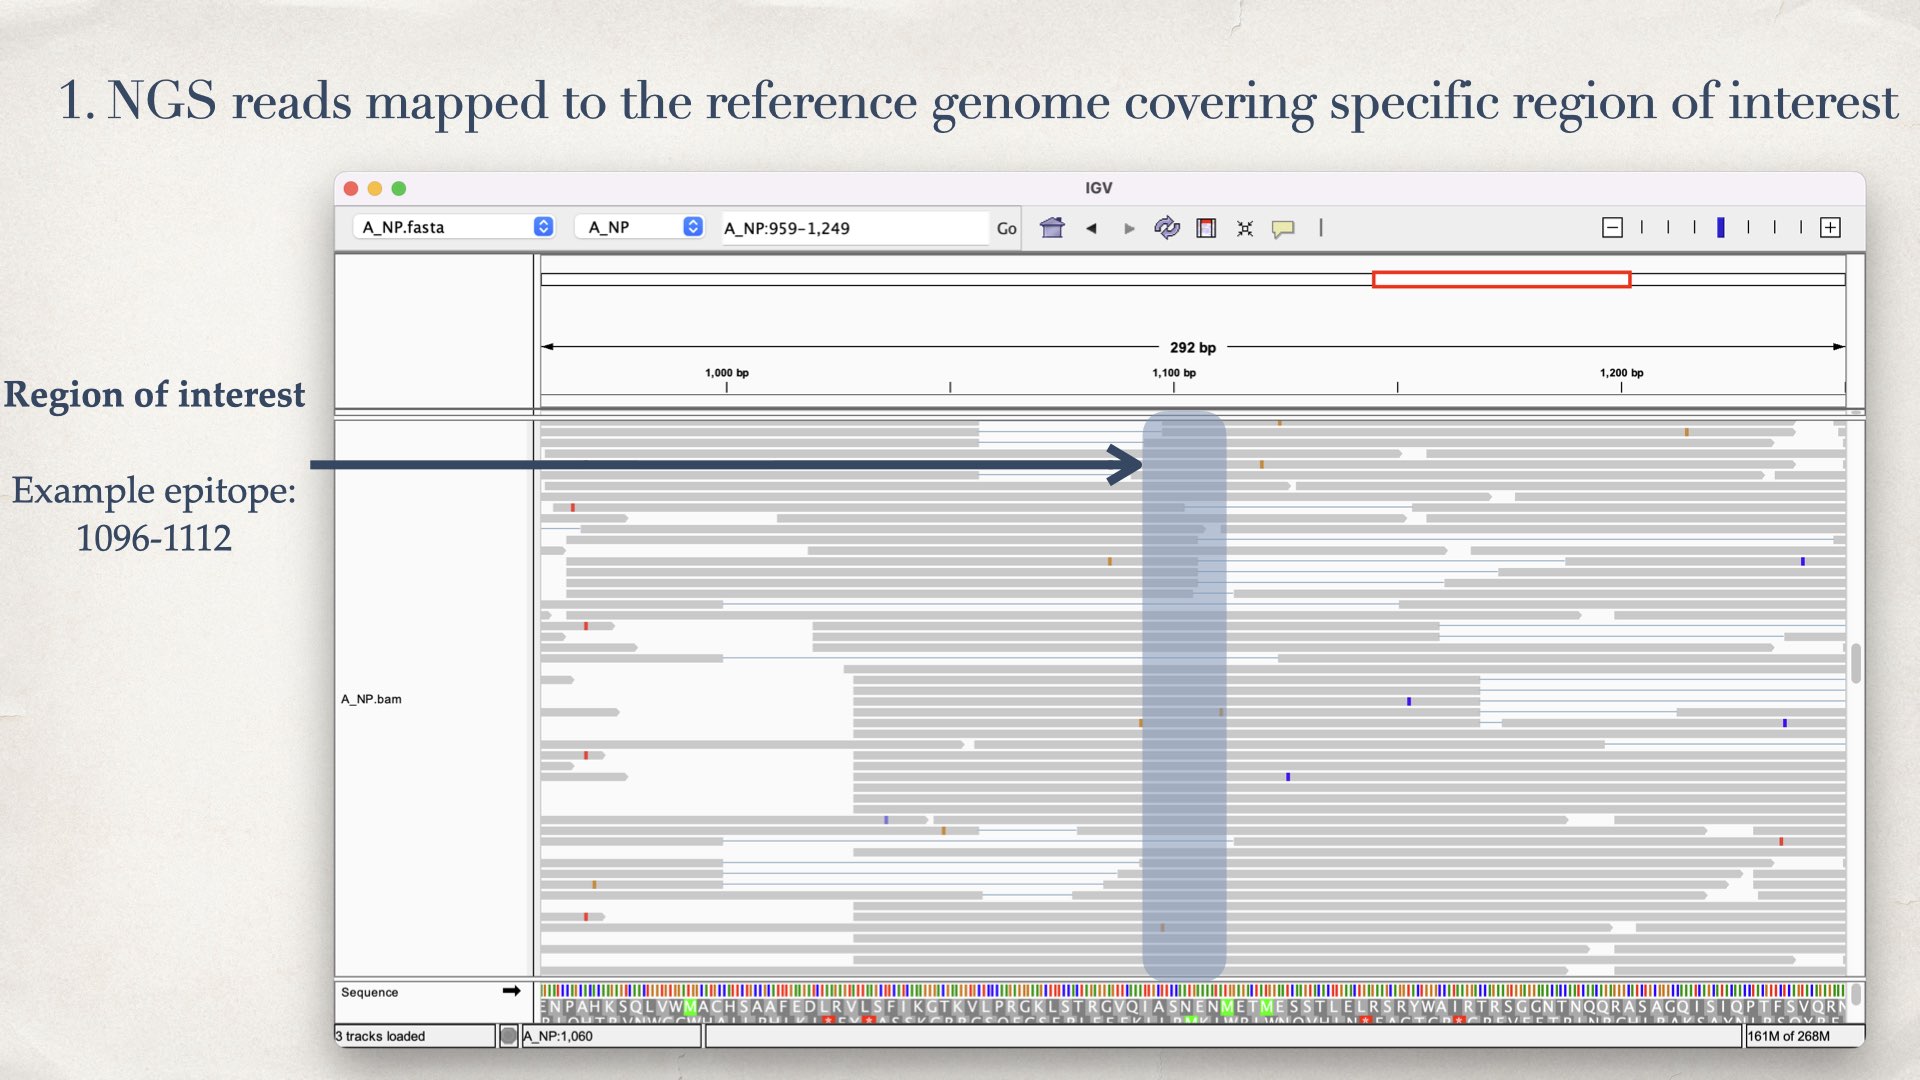 1. NGS reads mapped to the reference genome covering specific region of interest
IGV
A_NP.fasta
A_NP
A_NP:959-1,249
Go
292 bp
1,000 bp
1,100 bp
1,200 bp
Region of interest
Example epitope:
1096-1112
A_NP.bam
Sequence
ENPAHKSQLVWMACHSAAFEDLRVLSFIKGTKVLPRGKLSTRGVQIASNENMETMESSTLELRSRYWAIRTRSGGNTNQQRASAGQISIQPTFSVQRN
3 tracks loaded
A_NP:1,060
161M of 268M